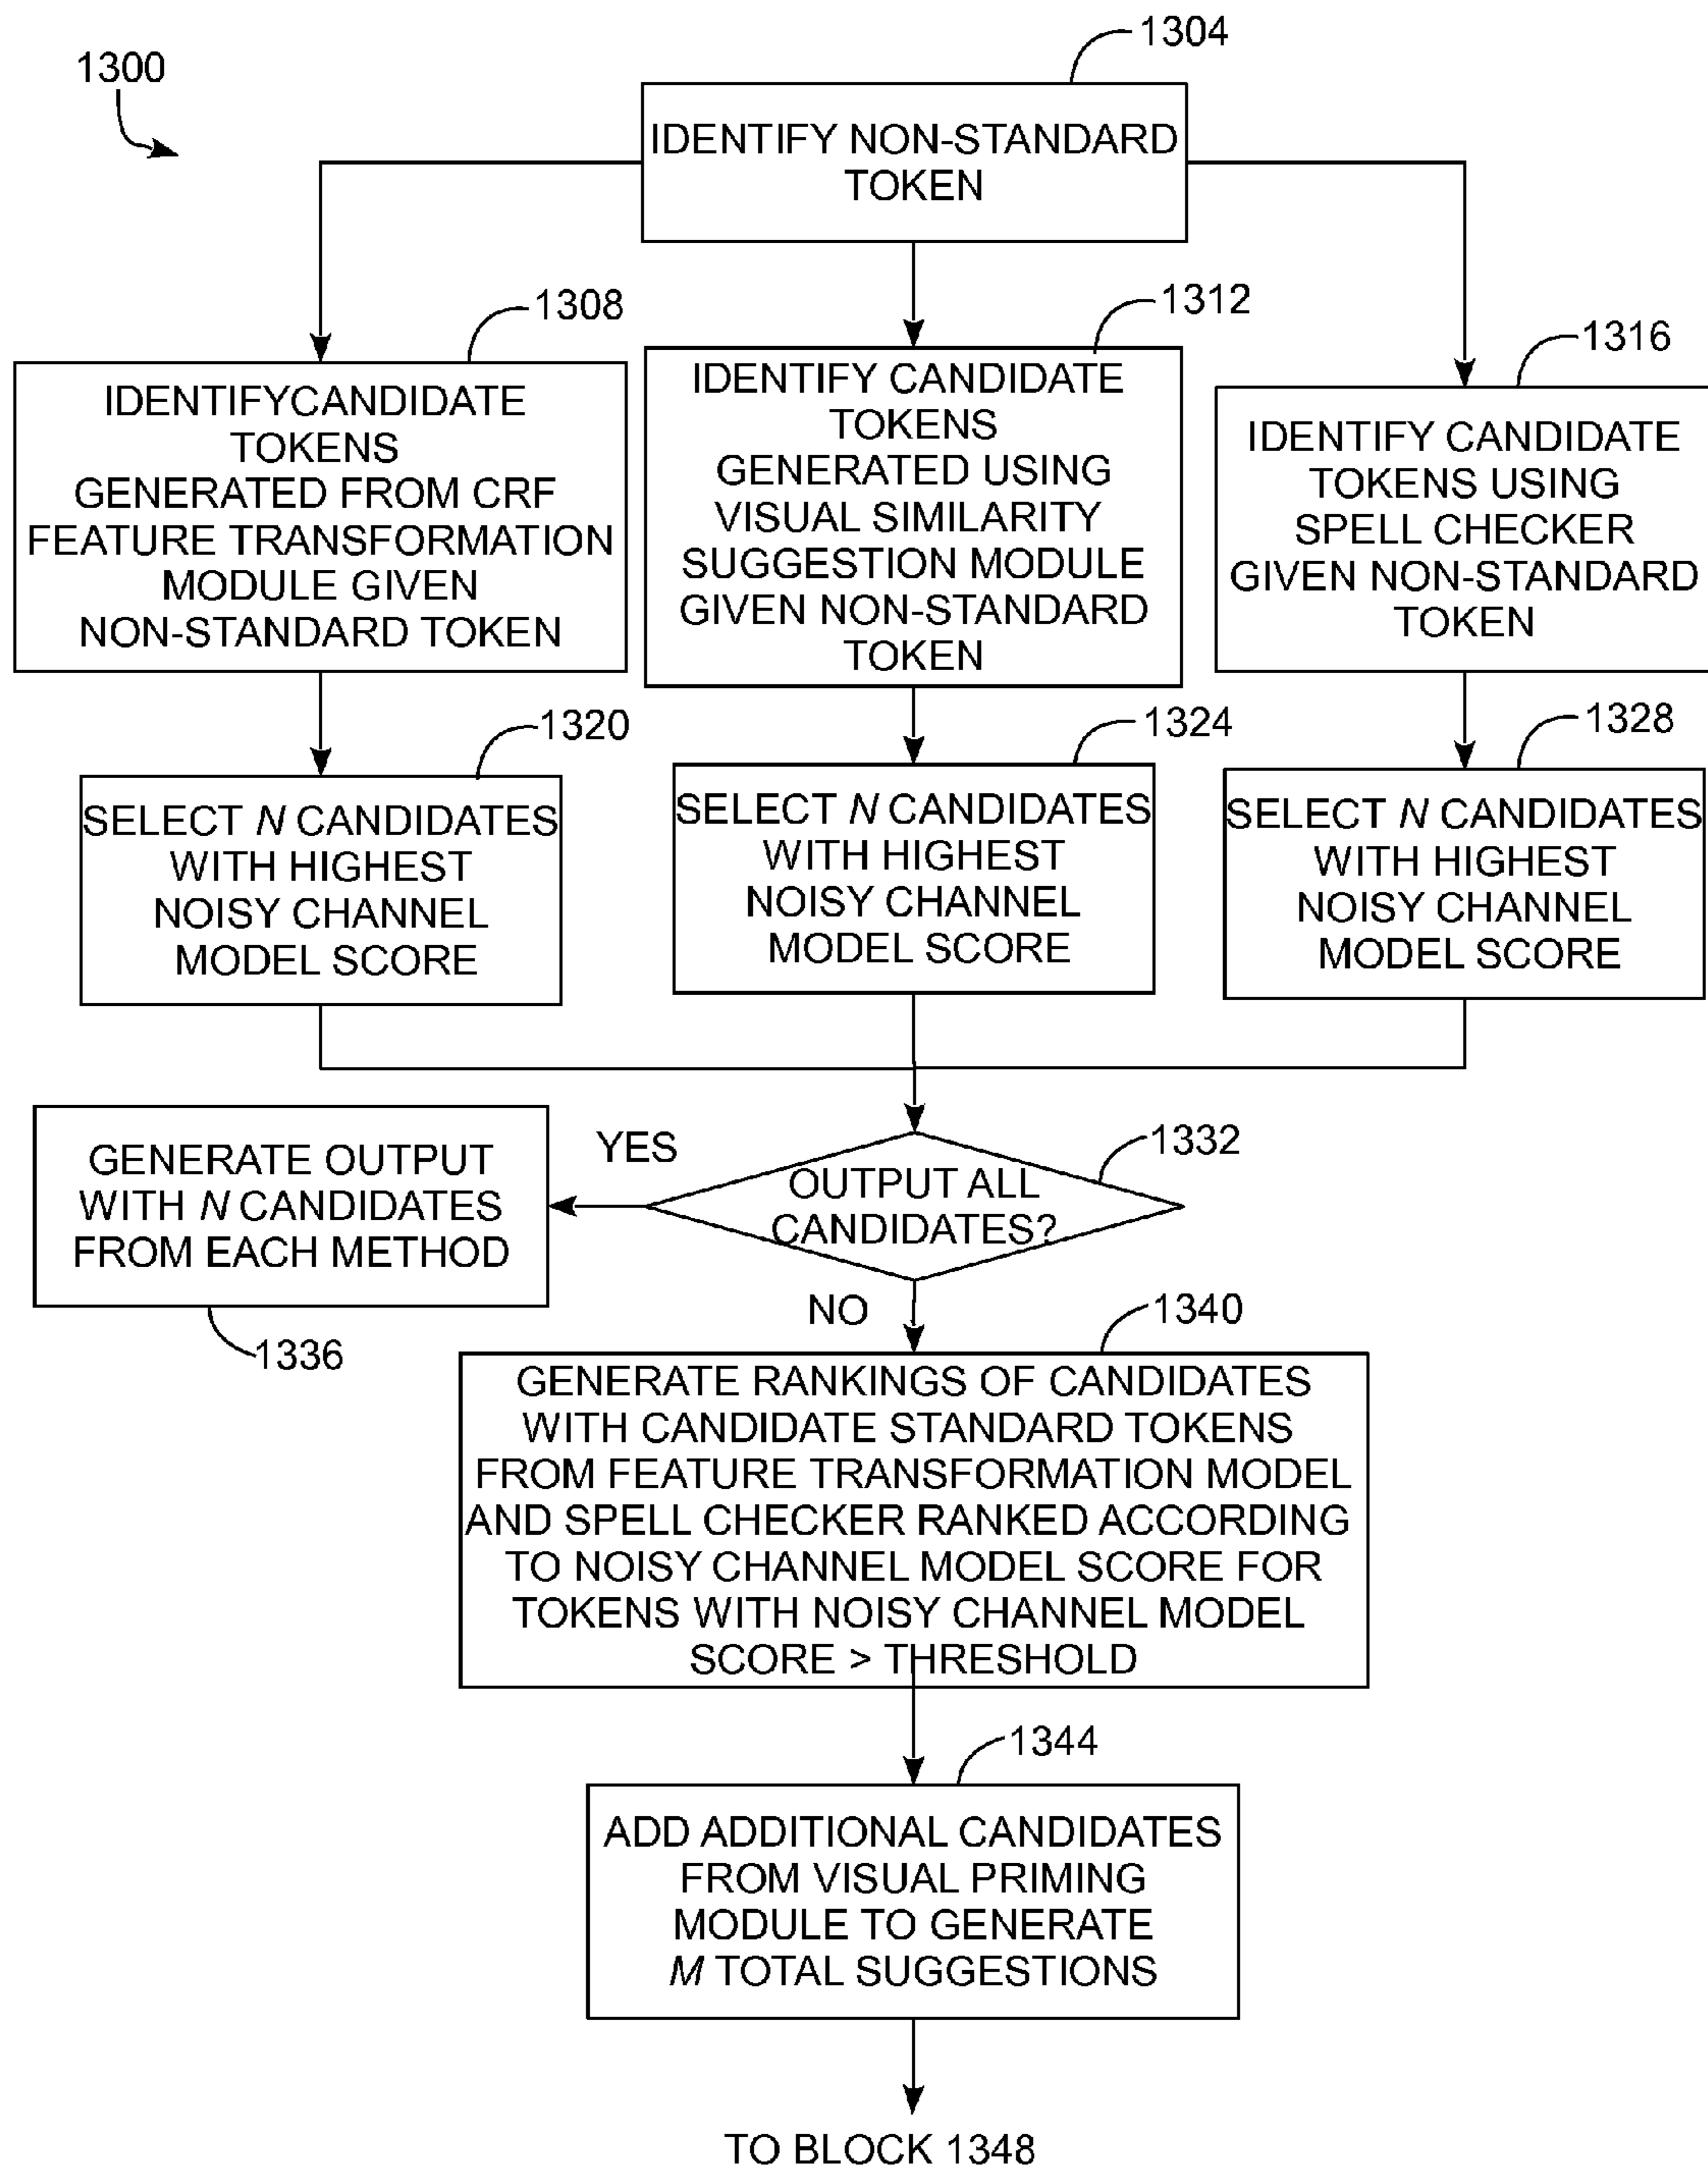 1300
1304
IDENTIFY NON-STANDARD
TOKEN
1308
IDENTIFYCANDIDATE
TOKENS
GENERATED FROM CRF
FEATURE TRANSFORMATION
MODULE GIVEN
NON-STANDARD TOKEN
1312
IDENTIFY CANDIDATE
TOKENS
GENERATED USING
VISUAL SIMILARITY
SUGGESTION MODULE
GIVEN NON-STANDARD
TOKEN
1316
IDENTIFY CANDIDATE
TOKENS USING
SPELL CHECKER
GIVEN NON-STANDARD
TOKEN
1320
SELECT N CANDIDATES
WITH HIGHEST
NOISY CHANNEL
MODEL SCORE
1324
SELECT N CANDIDATES
WITH HIGHEST
NOISY CHANNEL
MODEL SCORE
1328
SELECT N CANDIDATES
WITH HIGHEST
NOISY CHANNEL
MODEL SCORE
1332
OUTPUT ALL
CANDIDATES?
YES
GENERATE OUTPUT
WITH N CANDIDATES
FROM EACH METHOD
1336
NO
1340
GENERATE RANKINGS OF CANDIDATES
WITH CANDIDATE STANDARD TOKENS
FROM FEATURE TRANSFORMATION MODEL
AND SPELL CHECKER RANKED ACCORDING
TO NOISY CHANNEL MODEL SCORE FOR
TOKENS WITH NOISY CHANNEL MODEL
SCORE > THRESHOLD
1344
ADD ADDITIONAL CANDIDATES
FROM VISUAL PRIMING
MODULE TO GENERATE
M TOTAL SUGGESTIONS
TO BLOCK 1348